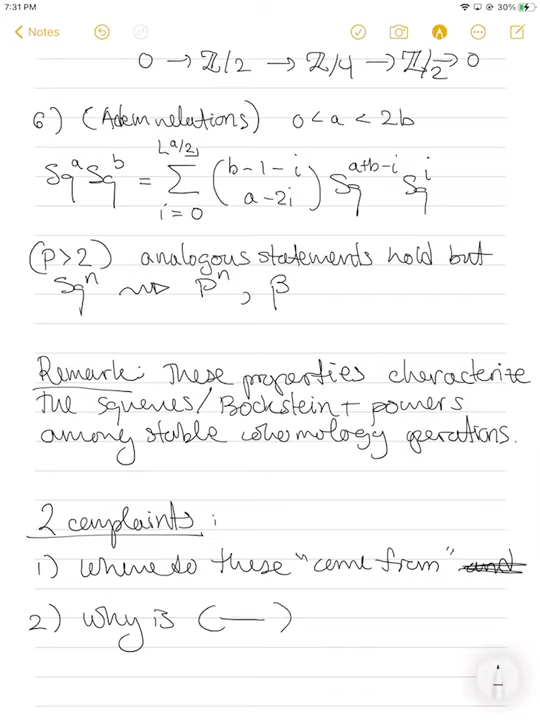 7:31 PM
30%
Notes
0 → ℤ/2 → ℤ/4 → ℤ/2 → 0
6) (Adem relations) 0 < a < 2b
Sq^a Sq^b = ∑_{i=0}^{⌊a/2⌋} (b-1-i choose a-2i) Sq^{a+b-i} Sq^i
(p>2) analogous statements hold but
Sq^n ⇝ P^n, β
Remark: These properties characterize
the squares/Bockstein + powers
among stable cohomology operations.
2 complaints:
1) where do these "come from"
2) why is (—)